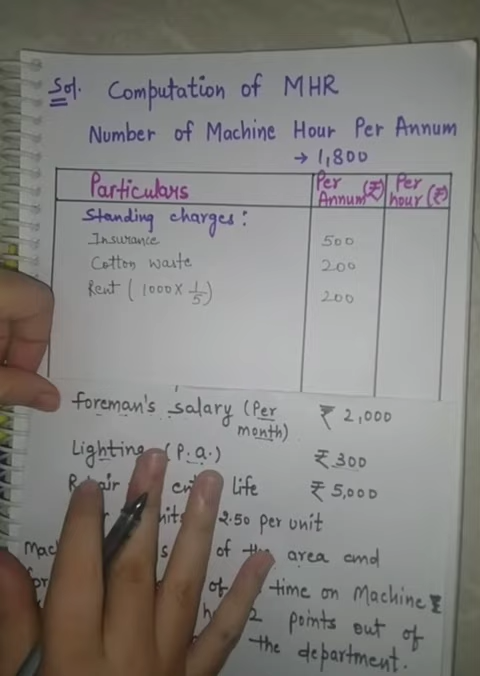 Sol. Computation of MHR
Number of Machine Hour Per Annum
→ 1,800
Particulars Per Annum (₹) Per hour (₹)
Standing charges:
Insurance 500
Cotton waste 200
Rent (1000 × 1/5) 200
Foreman's salary (Per month) ₹ 2,000
Lighting (P.a.) ₹ 300
life ₹ 5,000
2.50 per unit
of the area and
of time on Machine
2 points out of
the department.